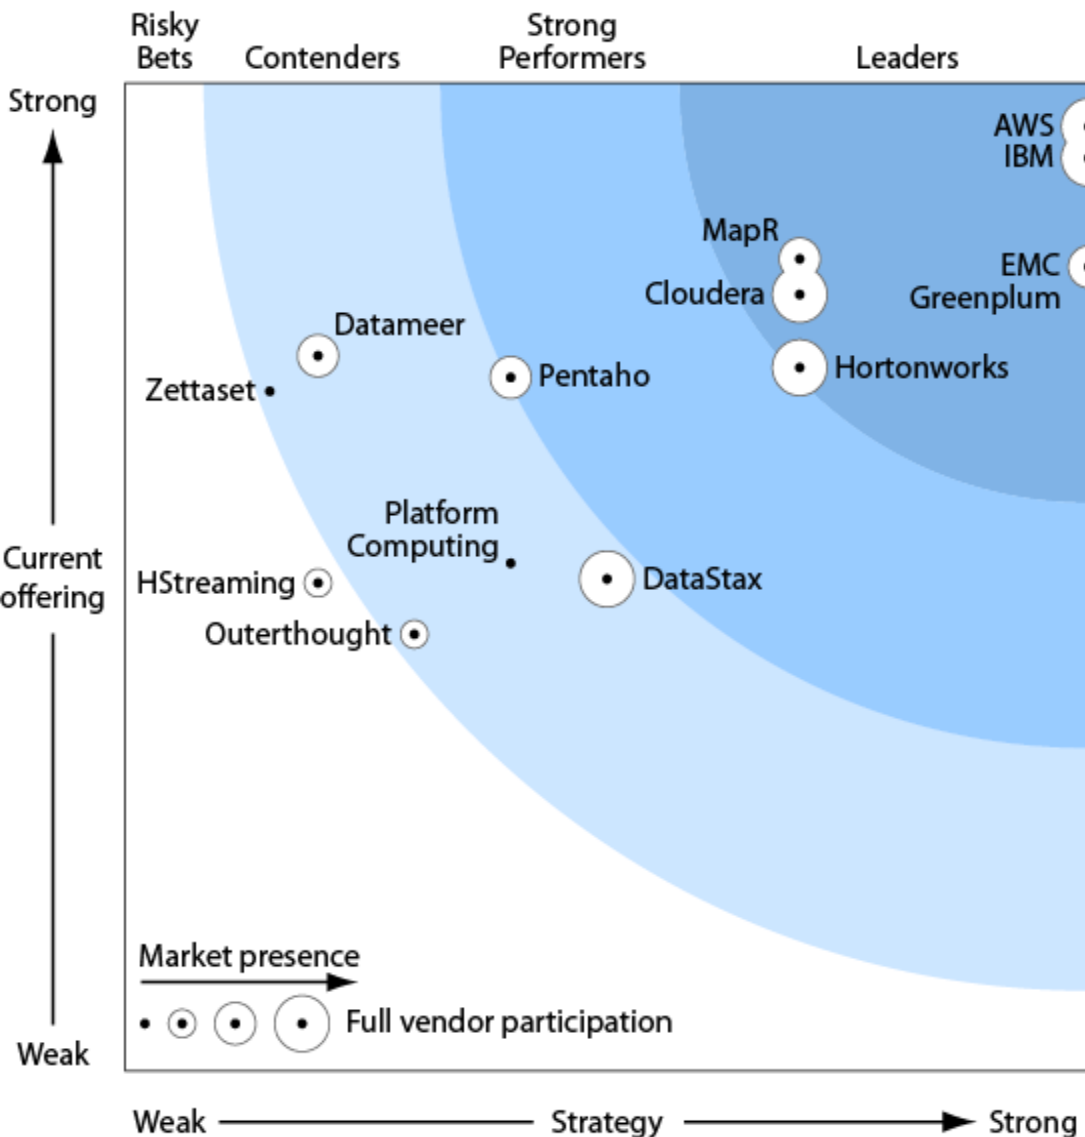 Risky
Bets
Contenders
Strong
Performers
Leaders
Strong
AWS
IBM
MapR
EMC
Greenplum
Cloudera
Datameer
Hortonworks
Pentaho
Zettaset
Platform
Computing
Current
offering
HStreaming
DataStax
Outerthought
Market presence
Full vendor participation
Weak
Weak
Strategy
Strong